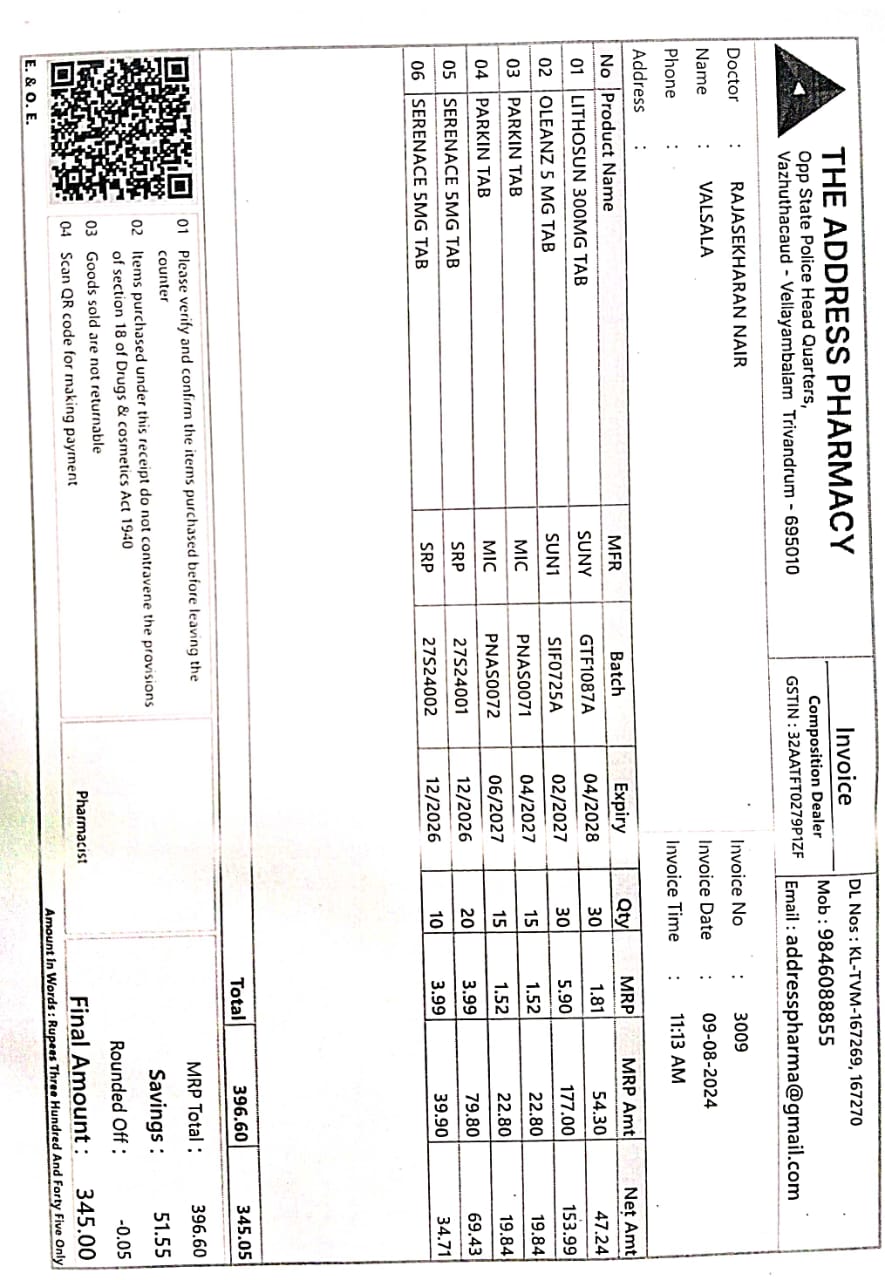 THE ADDRESS PHARMACY
Opp State Police Head Quarters,
Vazhuthacaud - Vellayambalam Trivandrum - 695010
Invoice
Composition Dealer
GSTIN : 32AATFT0279P1ZF
DL Nos : KL-TVM-167269, 167270
Mob : 9846088855
Email : addresspharma@gmail.com
Doctor : RAJASEKHARAN NAIR
Name : VALSALA
Phone :
Address :
Invoice No : 3009
Invoice Date : 09-08-2024
Invoice Time : 11:13 AM
No Product Name MFR Batch Expiry Qty MRP MRP Amt Net Amt
01 LITHOSUN 300MG TAB SUNY GTF1087A 04/2028 30 1.81 54.30 47.24
02 OLEANZ 5 MG TAB SUN1 SIF0725A 02/2027 30 5.90 177.00 153.99
03 PARKIN TAB MIC PNAS0071 04/2027 15 1.52 22.80 19.84
04 PARKIN TAB MIC PNAS0072 06/2027 15 1.52 22.80 19.84
05 SERENACE 5MG TAB SRP 27S24001 12/2026 20 3.99 79.80 69.43
06 SERENACE 5MG TAB SRP 27S24002 12/2026 10 3.99 39.90 34.71
Total 396.60 345.05
01 Please verify and confirm the items purchased before leaving the
counter
02 Items purchased under this receipt do not contravene the provisions
of section 18 of Drugs & cosmetics Act 1940
03 Goods sold are not returnable
04 Scan QR code for making payment
Pharmacist
MRP Total : 396.60
Savings : 51.55
Rounded Off : -0.05
Final Amount : 345.00
Amount In Words : Rupees Three Hundred And Forty Five Only
E. & O. E.